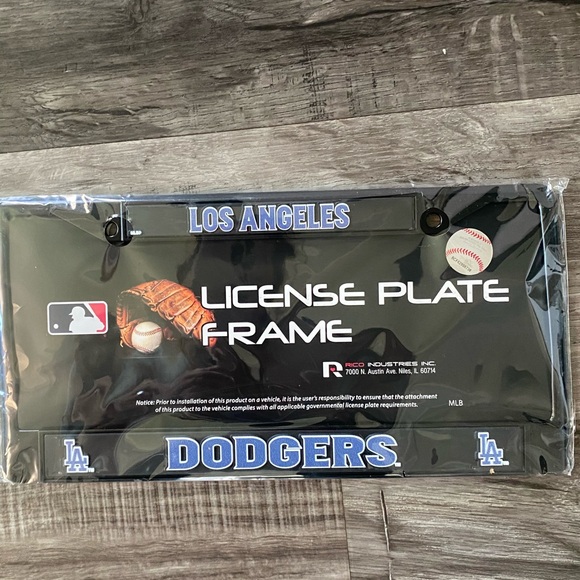 LOS ANGELES
LICENSE PLATE
FRAME
R RICO INDUSTRIES INC.
7000 N. Austin Ave. Niles, IL 60714
Notice: Prior to installation of this product on a vehicle, it is the user's responsibility to ensure that the attachment
of this product to the vehicle complies with all applicable governmental license plate requirements.
MLB
LA DODGERS LA